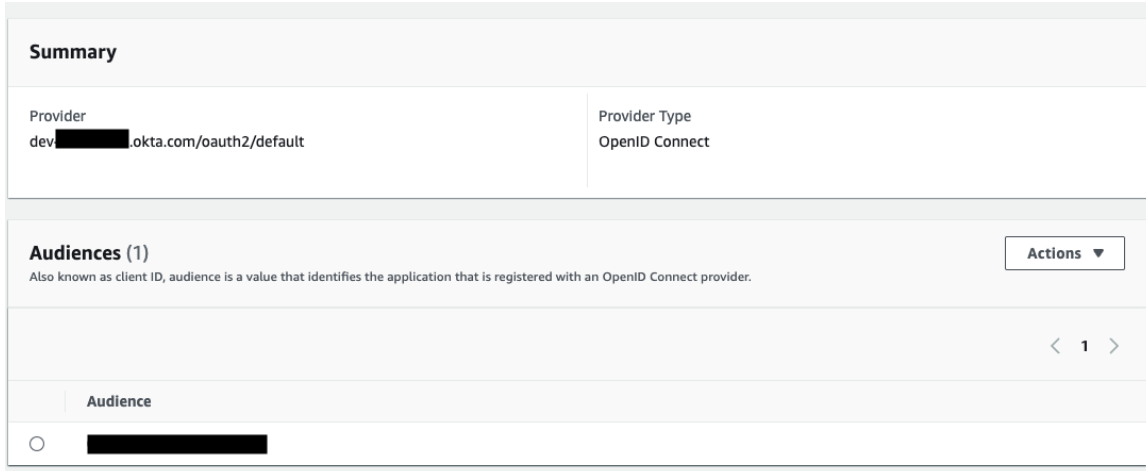 Summary
Provider
Provider Type
dev-
.okta.com/oauth2/default
OpenID Connect
Audiences (1)
Actions
Also known as client ID, audience is a value that identifies the application that is registered with an OpenID Connect provider.
1
Audience